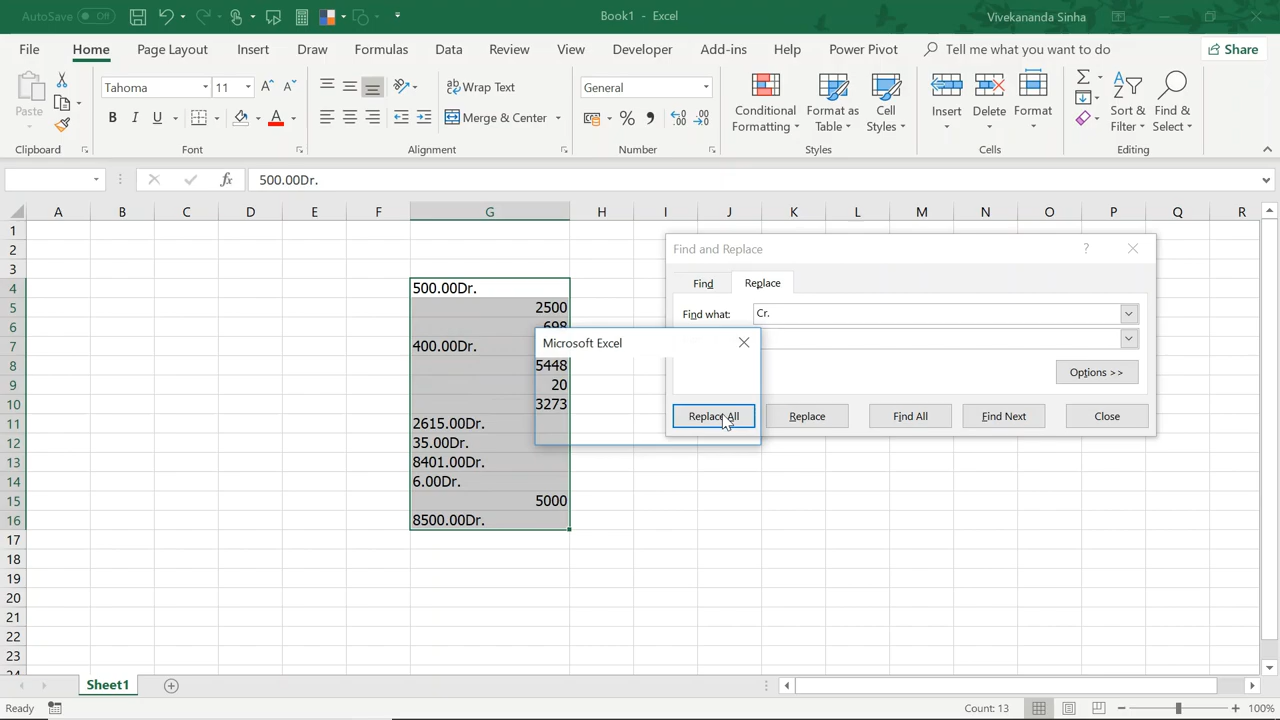 AutoSave Off
Book1 - Excel
Vivekananda Sinha
File Home Page Layout Insert Draw Formulas Data Review View Developer Add-ins Help Power Pivot Tell me what you want to do Share
Paste
Clipboard
Tahoma 11
B I U A
Font
Wrap Text
Merge & Center
Alignment
General
% ,
Number
Conditional Formatting
Format as Table
Cell Styles
Styles
Insert
Delete
Format
Cells
Sort & Filter
Find & Select
Editing
fx 500.00Dr.
A B C D E F G H I J K L M N O P Q R
1
2
3
4 500.00Dr.
5 2500
6 698
7 400.00Dr.
8 5448
9 20
10 3273
11 2615.00Dr.
12 35.00Dr.
13 8401.00Dr.
14 6.00Dr.
15 5000
16 8500.00Dr.
17
18
19
20
21
22
23
24
Find and Replace ?
Find Replace
Find what: Cr.
Options >>
Replace All Replace Find All Find Next Close
Microsoft Excel
Sheet1
Ready
Count: 13
100%